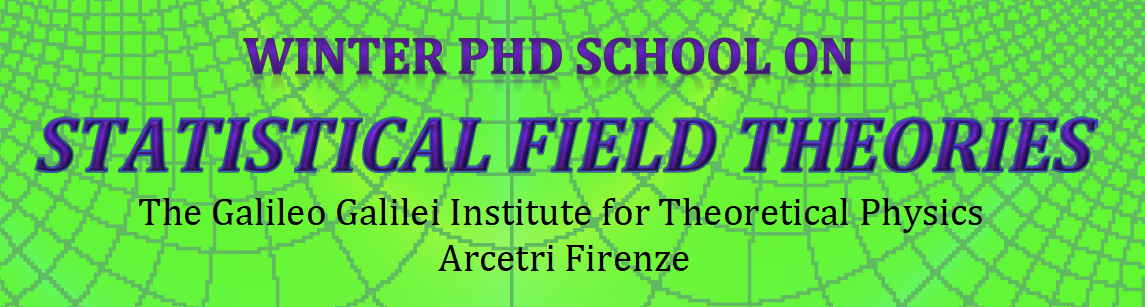 WINTER PHD SCHOOL ON
STATISTICAL FIELD THEORIES
The Galileo Galilei Institute for Theoretical Physics
Arcetri Firenze